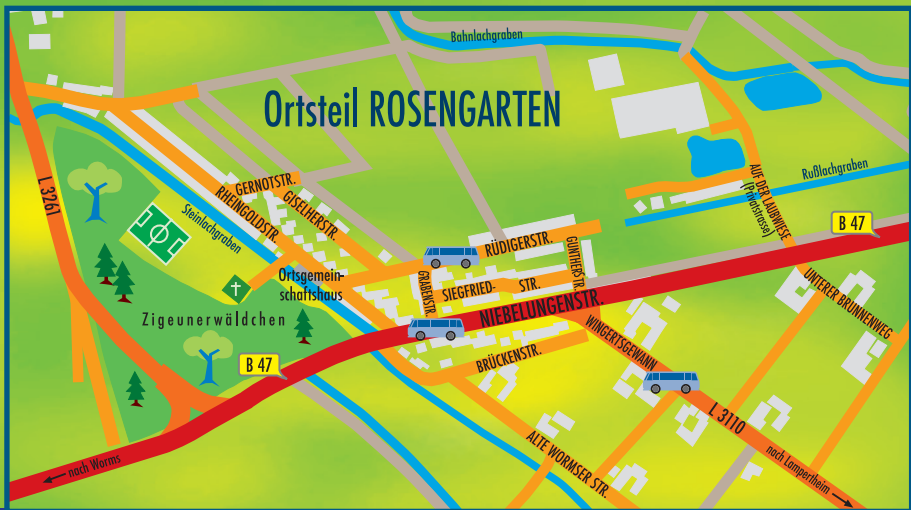 Bahnlachgraben
Ortsteil ROSENGARTEN
L 3261
GERNOTSTR.
RHEINGOLDSTR.
GISELHERSTR.
Steinlachgraben
AUF DER LAUBWIESE
(Privatstrasse)
Rußlachgraben
B 47
RÜDIGERSTR.
GUNTHERSTR.
Ortsgemein-
schaftshaus
GRABENSTR.
SIEGFRIED- STR.
NIEBELUNGENSTR.
UNTERER BRUNNENWEG
Zigeunerwäldchen
WINGERTSGEWANN
BRÜCKENSTR.
B 47
L 3110
ALTE WORMSER STR.
nach Worms
nach Lampertheim